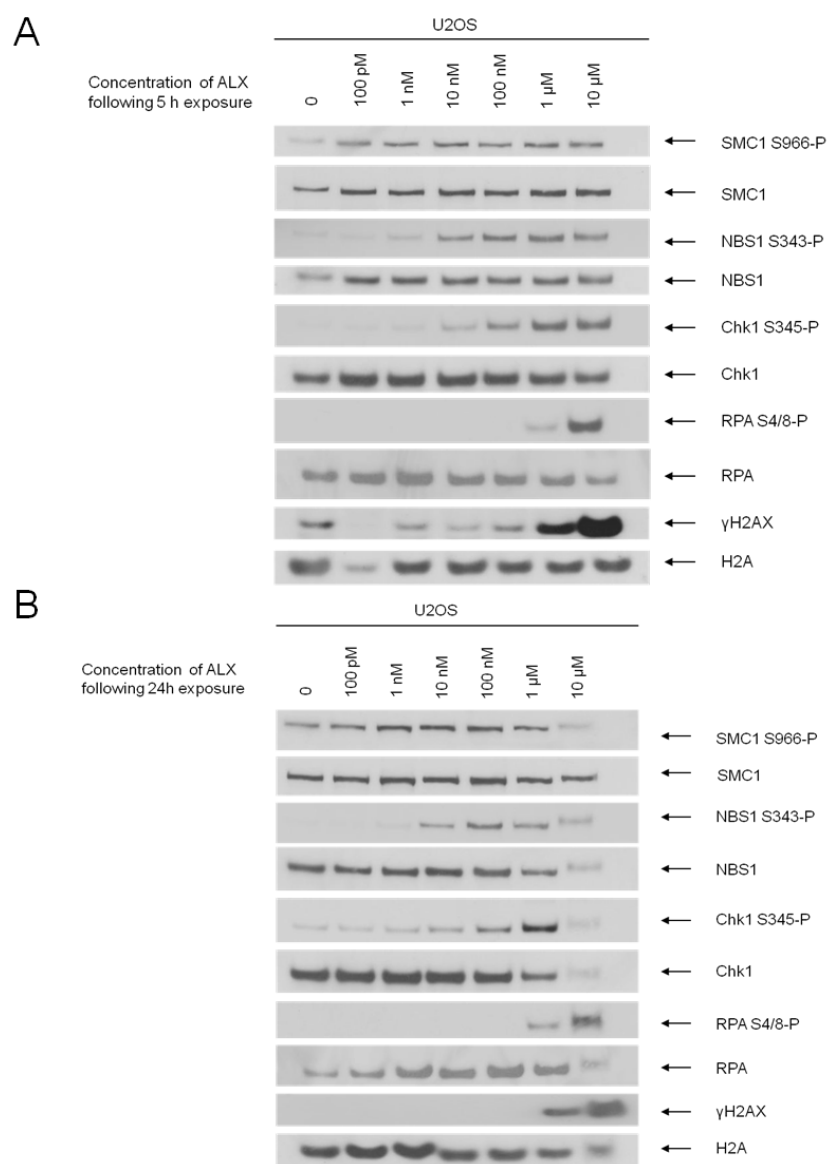 A
U2OS
Concentration of ALX
following 5 h exposure
0
100 pM
1 nM
10 nM
100 nM
1 µM
10 µM
SMC1 S966-P
SMC1
NBS1 S343-P
NBS1
Chk1 S345-P
Chk1
RPA S4/8-P
RPA
γH2AX
H2A
B
U2OS
Concentration of ALX
following 24h exposure
0
100 pM
1 nM
10 nM
100 nM
1 µM
10 µM
SMC1 S966-P
SMC1
NBS1 S343-P
NBS1
Chk1 S345-P
Chk1
RPA S4/8-P
RPA
γH2AX
H2A